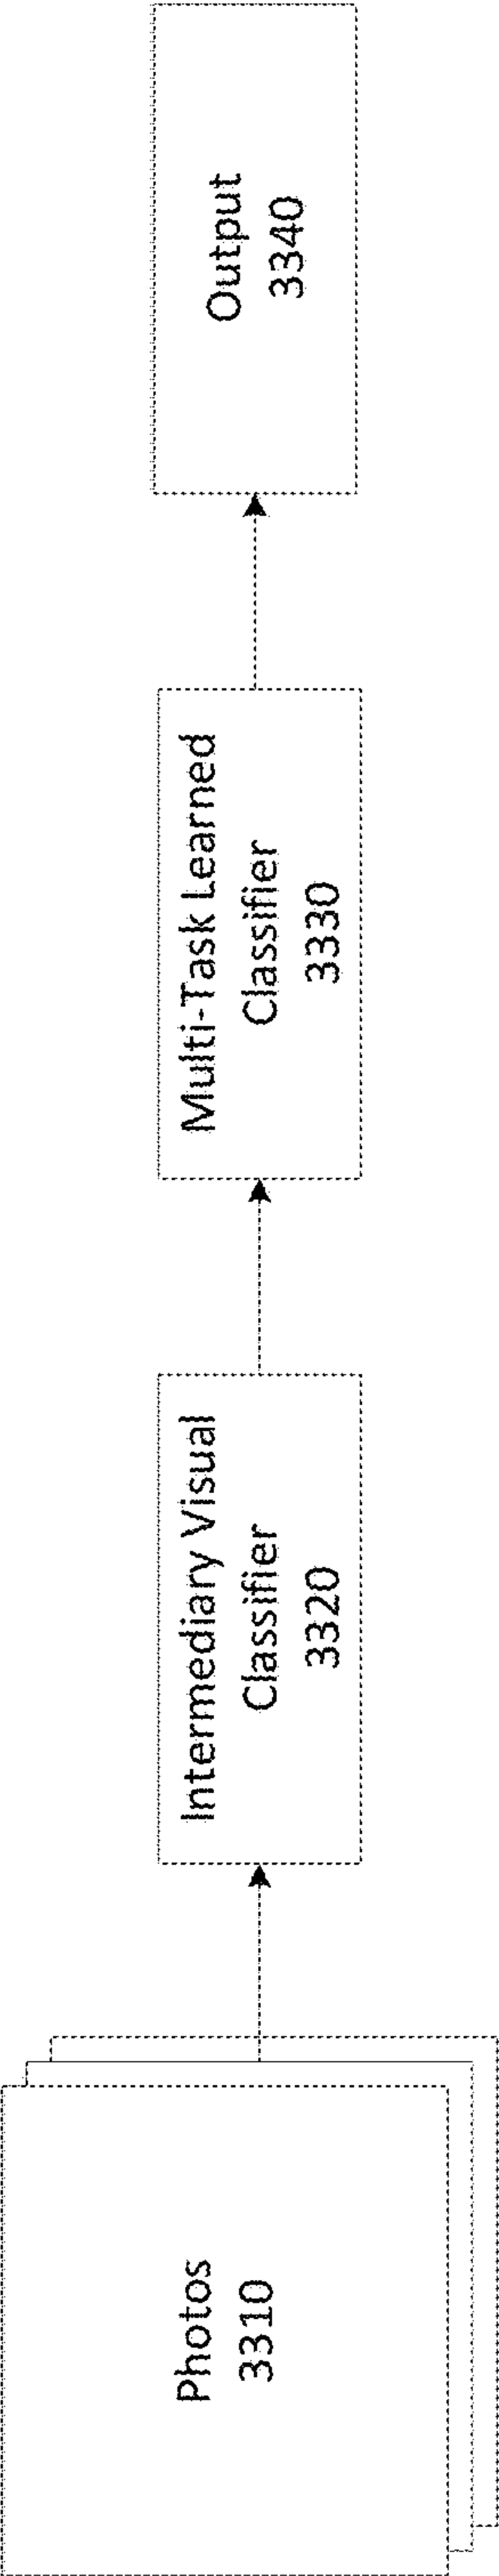 Photos
3310
Intermediary Visual
Classifier
3320
Multi-Task Learned
Classifier
3330
Output
3340